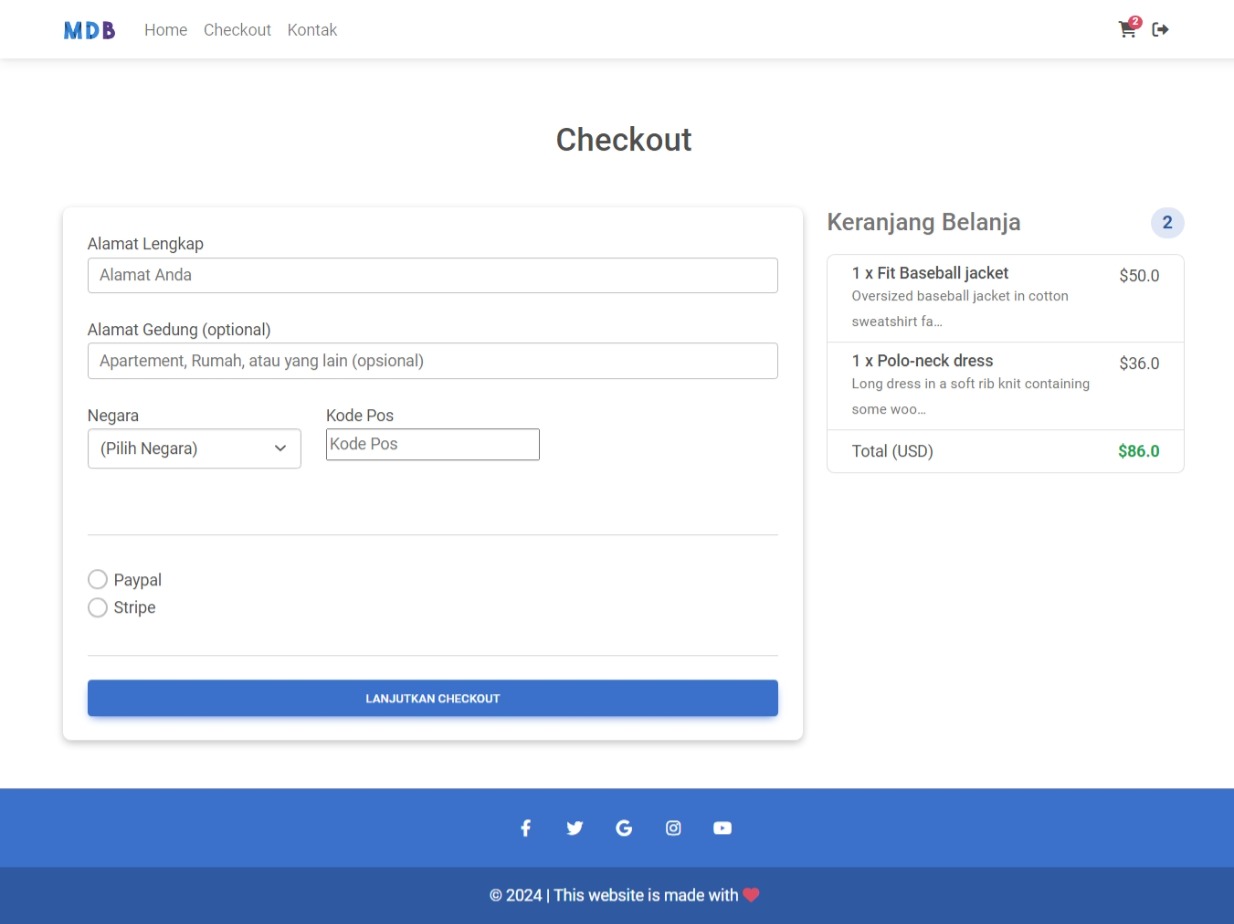 MDB Home Checkout Kontak 2
Checkout
Alamat Lengkap
Alamat Anda
Alamat Gedung (optional)
Apartement, Rumah, atau yang lain (opsional)
Negara Kode Pos
(Pilih Negara) Kode Pos
Paypal
Stripe
LANJUTKAN CHECKOUT
Keranjang Belanja 2
1 x Fit Baseball jacket $50.0
Oversized baseball jacket in cotton
sweatshirt fa...
1 x Polo-neck dress $36.0
Long dress in a soft rib knit containing
some woo...
Total (USD) $86.0
© 2024 | This website is made with ❤